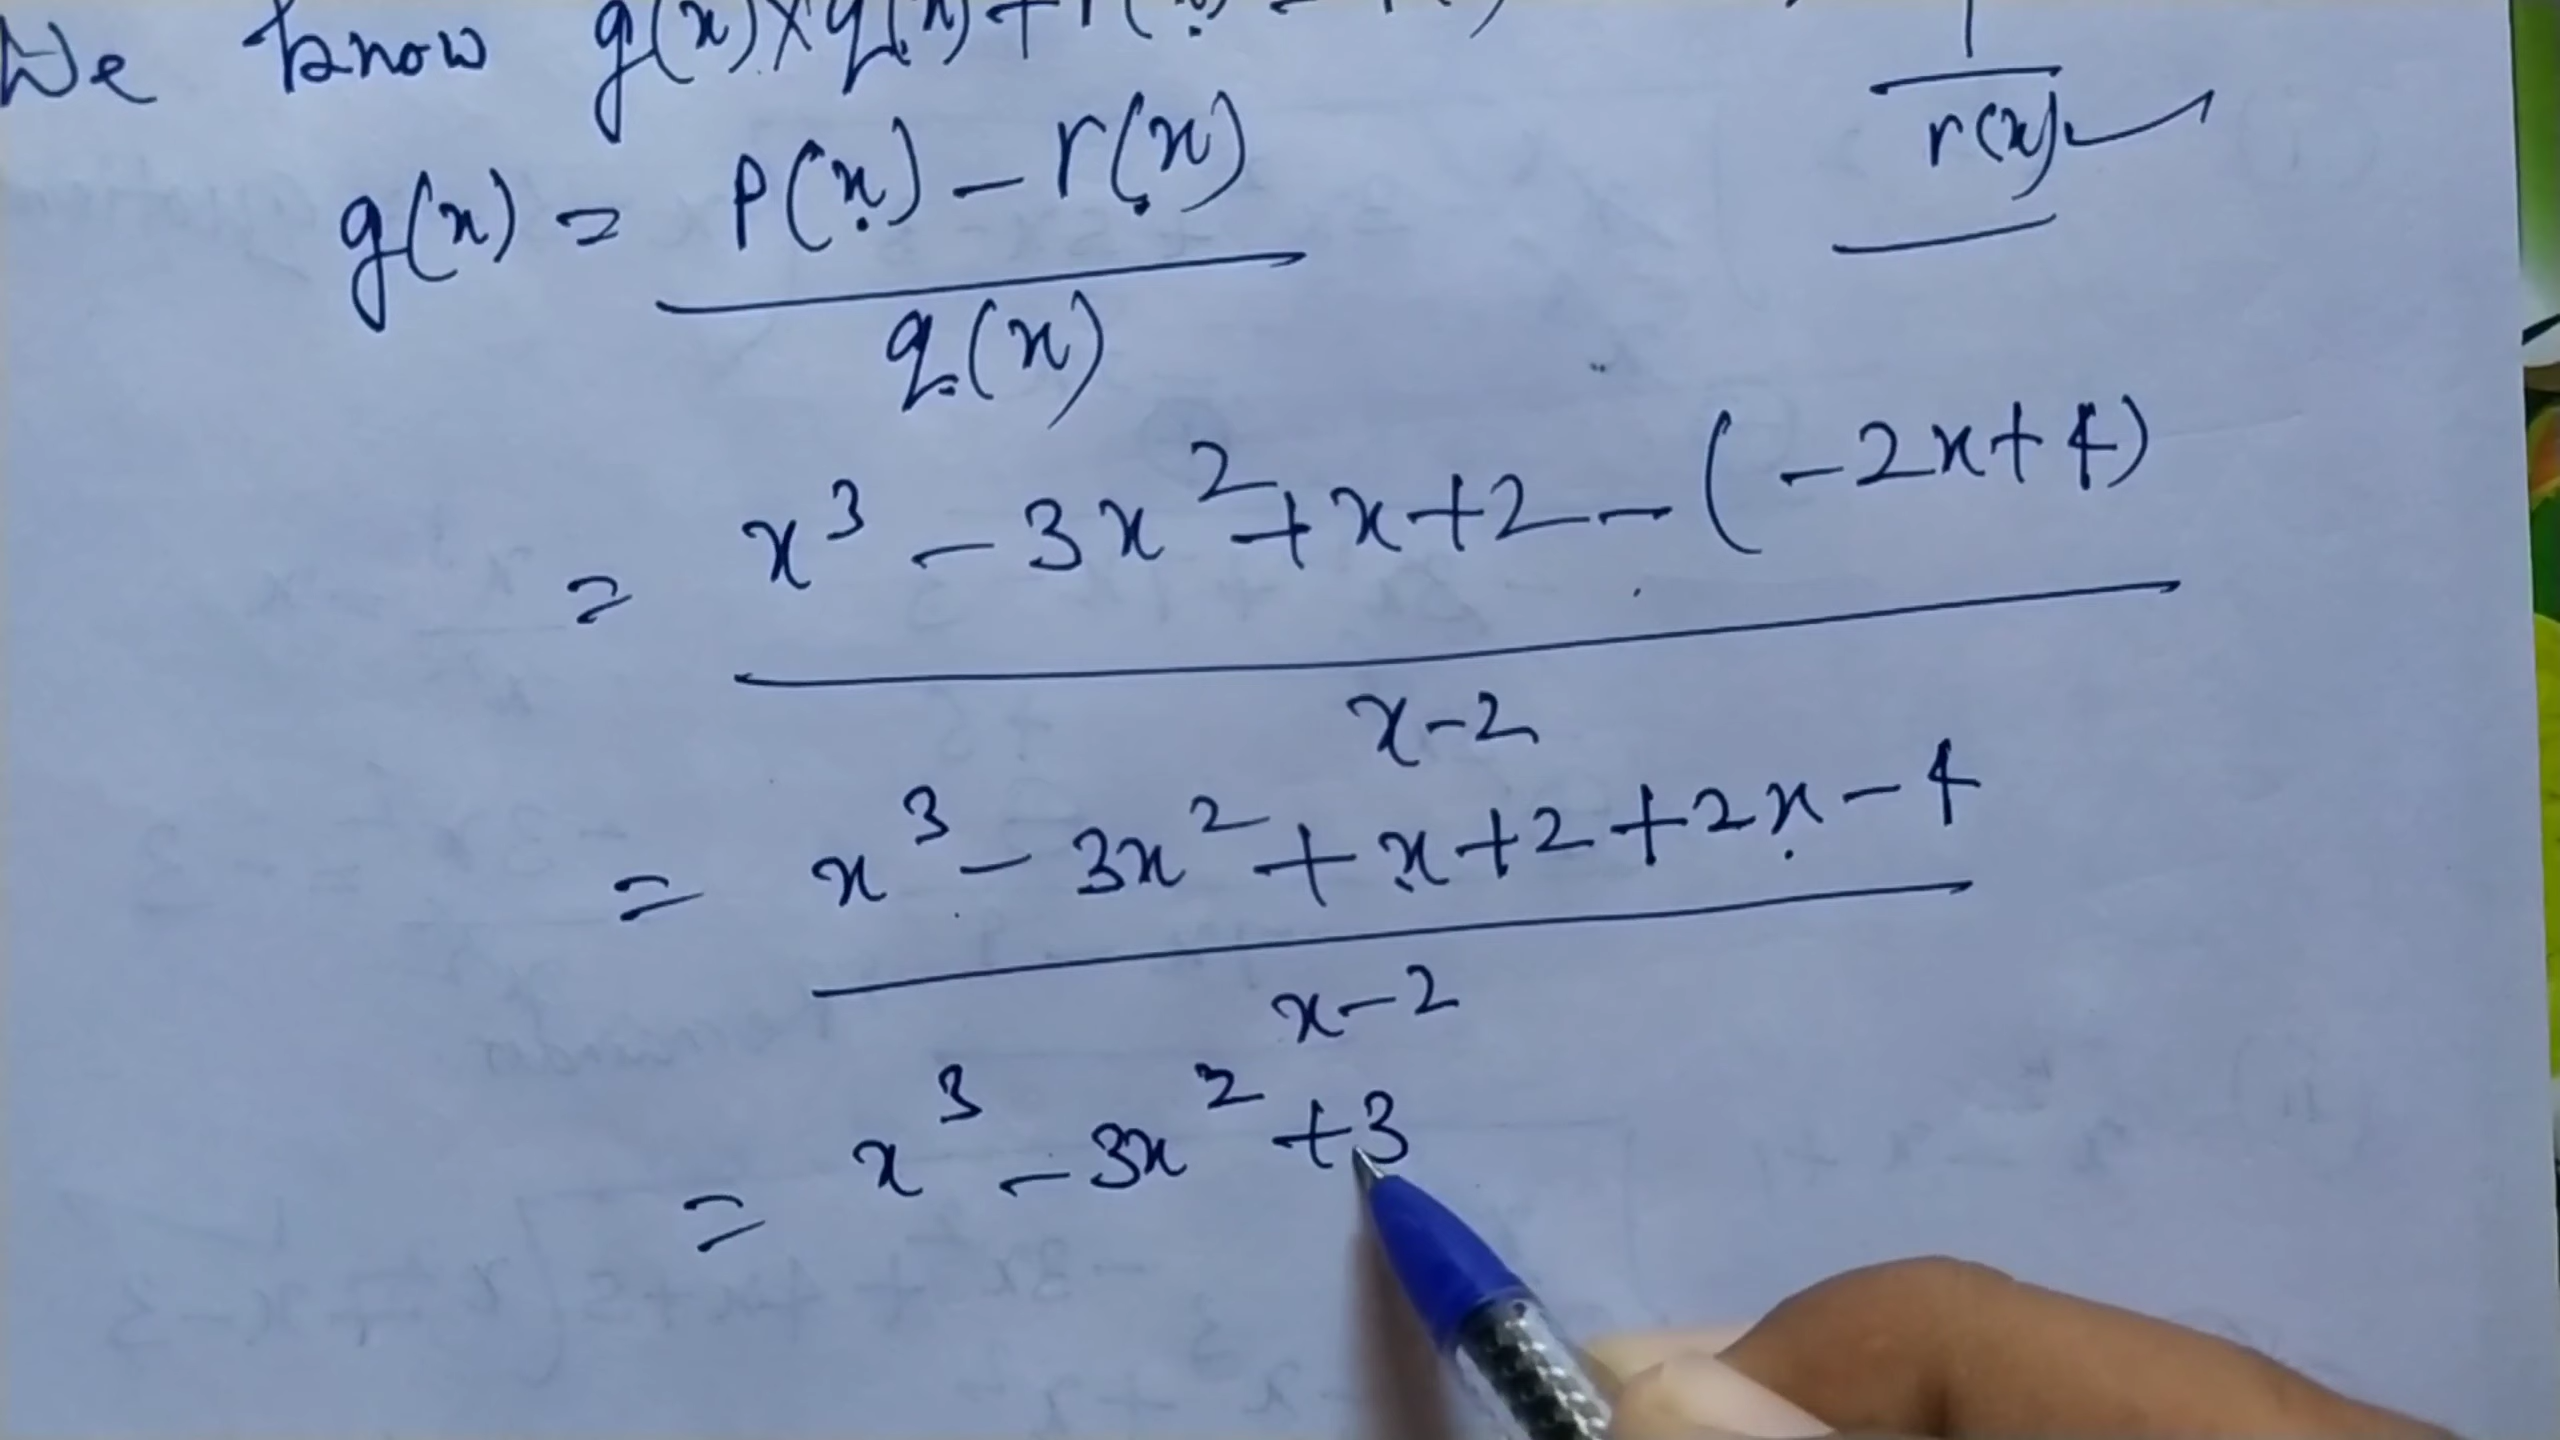 We know g(x) × q(x) + r(x) =
g(x) = p(x) - r(x)
q(x)
r(x)
= x³ - 3x² + x + 2 - (-2x + 4)
x - 2
= x³ - 3x² + x + 2 + 2x - 4
x - 2
= x³ - 3x² + 3